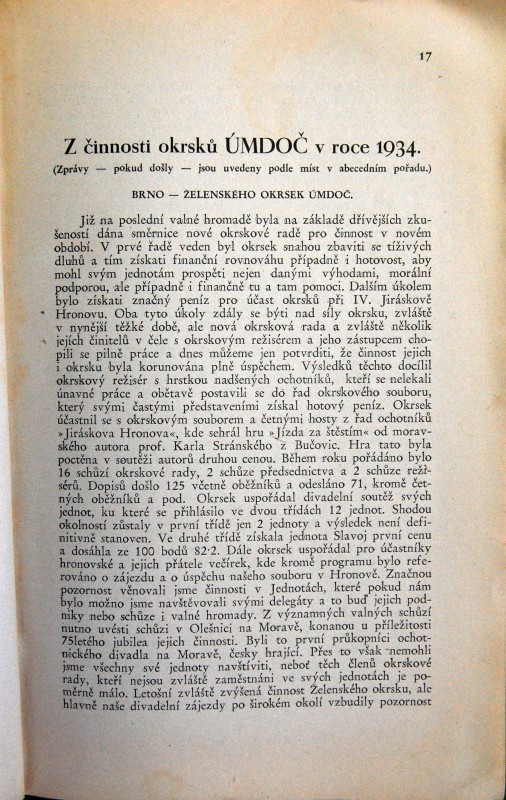 17
Z činnosti okrsků ÚMDOČ v roce 1934.
(Zprávy — pokud došly — jsou uvedeny podle míst v abecedním pořadu.)
BRNO — ŽELENSKÉHO OKRSEK ÚMDOČ.
Již na poslední valné hromadě byla na základě dřívějších zku-
šeností dána směrnice nové okrskové radě pro činnost v novém
období. V prvé řadě veden byl okrsek snahou zbaviti se tíživých
dluhů a tím získati finanční rovnováhu případně i hotovost, aby
mohl svým jednotám prospěti nejen danými výhodami, morální
podporou, ale případně i finančně tu a tam pomoci. Dalším úkolem
bylo získati značný peníz pro účast okrsků při IV. Jiráskově
Hronovu. Oba tyto úkoly zdály se býti nad síly okrsku, zvláště
v nynější těžké době, ale nová okrsková rada a zvláště několik
jejích činitelů v čele s okrskovým režisérem a jeho zástupcem cho-
pili se pilně práce a dnes můžeme jen potvrditi, že činnost jejich
i okrsku byla korunována plně úspěchem. Výsledků těchto docílil
okrskový režisér s hrstkou nadšených ochotníků, kteří se nelekali
únavné práce a obětavě postavili se do řad okrskového souboru,
který svými častými představeními získal hotový peníz. Okrsek
účastnil se s okrskovým souborem a četnými hosty z řad ochotníků
»Jiráskova Hronova«, kde sehrál hru »Jízda za štěstím« od morav-
ského autora prof. Karla Stránského z Bučovic. Hra tato byla
poctěna v soutěži autorů druhou cenou. Během roku pořádáno bylo
16 schůzí okrskové rady, 2 schůze předsednictva a 2 schůze reži-
sérů. Dopisů došlo 125 včetně oběžníků a odesláno 71, kromě čet-
ných oběžníků a pod. Okrsek uspořádal divadelní soutěž svých
jednot, ku které se přihlásilo ve dvou třídách 12 jednot. Shodou
okolností zůstaly v první třídě jen 2 jednoty a výsledek není defi-
nitivně stanoven. Ve druhé třídě získala jednota Slavoj první cenu
a dosáhla ze 100 bodů 82·2. Dále okrsek uspořádal pro účastníky
hronovské a jejich přátele večírek, kde kromě programu bylo refe-
rováno o zájezdu a o úspěchu našeho souboru v Hronově. Značnou
pozornost věnovali jsme činnosti v Jednotách, které pokud nám
bylo možno jsme navštěvovali svými delegáty a to buď jejich pod-
niky nebo schůze i valné hromady. Z významných valných schůzí
nutno uvésti schůzi v Olešnici na Moravě, konanou u příležitosti
75letého jubilea jejich činnosti. Byli to první průkopníci ochot-
nického divadla na Moravě, česky hrající. Přes to však nemohli
jsme všechny své jednoty navštíviti, neboť těch členů okrskové
rady, kteří nejsou zvláště zaměstnáni ve svých jednotách je po-
měrně málo. Letošní zvláště zvýšená činnost Želenského okrsku, ale
hlavně naše divadelní zájezdy po širokém okolí vzbudily pozornost